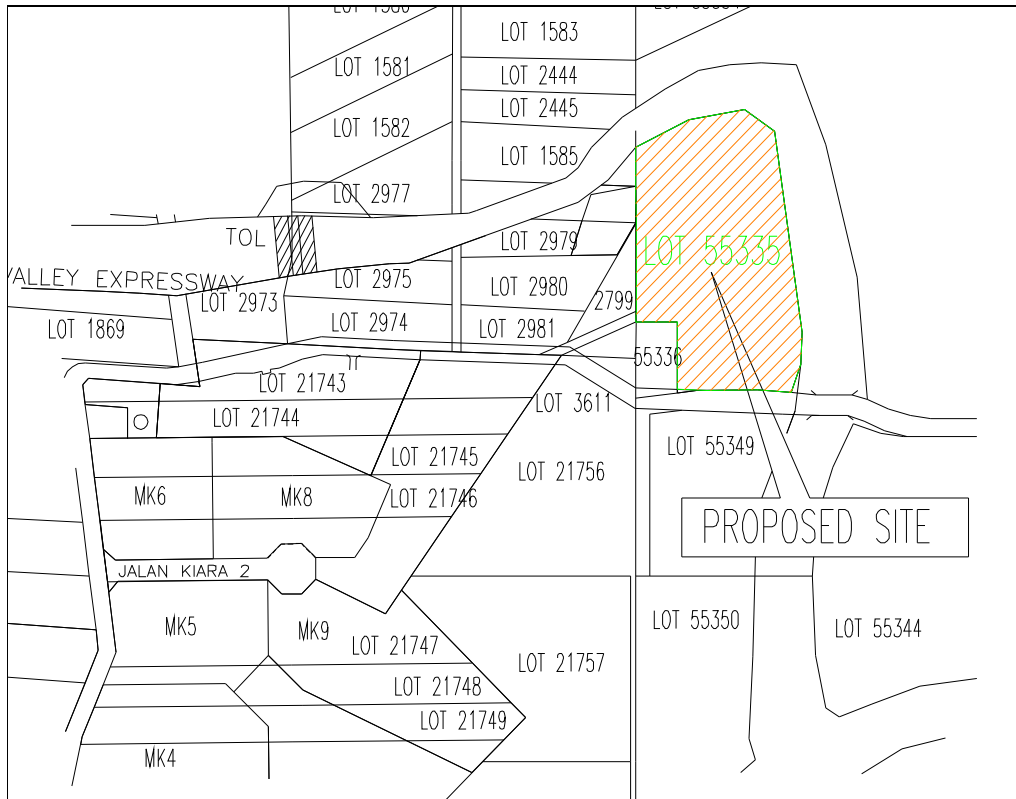 LOT 1583
LOT 1581
LOT 2444
LOT 2445
LOT 1582
LOT 1585
LOT 2977
TOL
LOT 2979
LOT 55335
VALLEY EXPRESSWAY
LOT 2975
LOT 2980
LOT 2973
2799
LOT 1869
LOT 2974
LOT 2981
55336
LOT 21743
LOT 3611
LOT 21744
LOT 55349
LOT 21745
LOT 21756
MK6
MK8
LOT 21746
PROPOSED SITE
JALAN KIARA 2
MK5
MK9
LOT 55350
LOT 55344
LOT 21747
LOT 21757
LOT 21748
LOT 21749
MK4